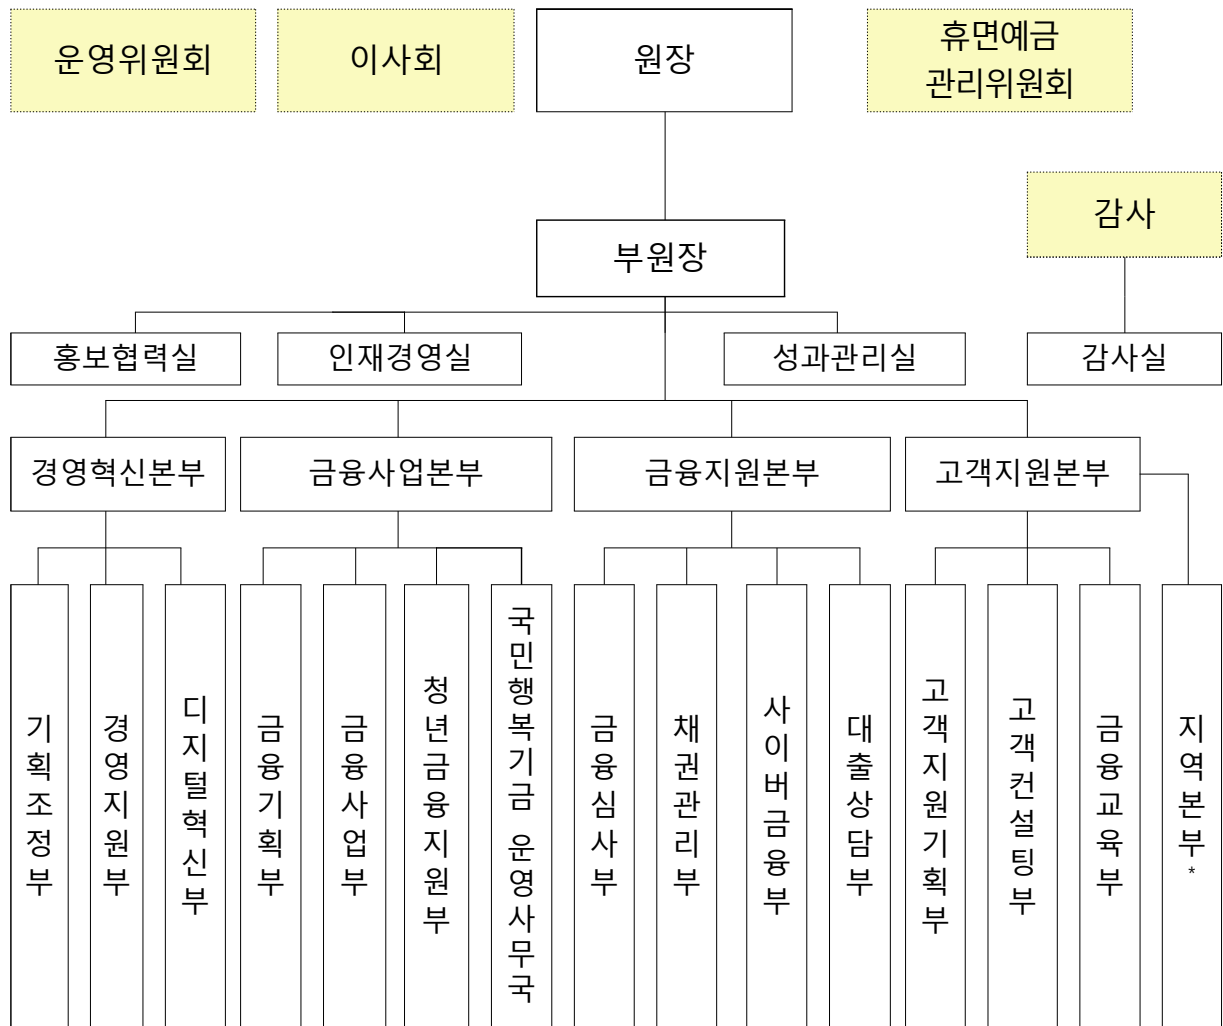 운영위원회
이사회
원장
휴면예금
관리위원회
감사
부원장
홍보협력실
인재경영실
성과관리실
감사실
경영혁신본부
금융사업본부
금융지원본부
고객지원본부
기획조정부
경영지원부
디지털혁신부
금융기획부
금융사업부
청년금융지원부
국민행복기금 운영사무국
금융심사부
채권관리부
사이버금융부
대출상담부
고객지원기획부
고객컨설팅부
금융교육부
지역본부*